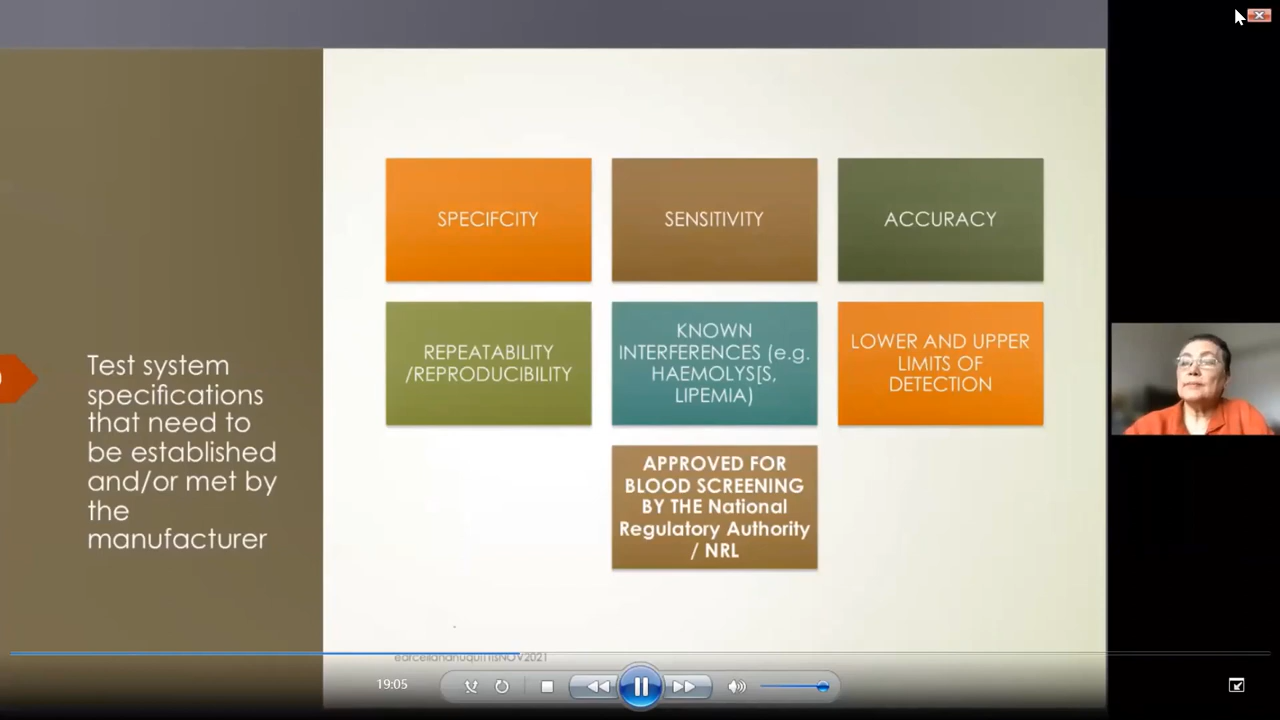 SPECIFCITY
SENSITIVITY
ACCURACY
REPEATABILITY
/REPRODUCIBILITY
KNOWN
INTERFERENCES (e.g.
HAEMOLYS[S,
LIPEMIA)
LOWER AND UPPER
LIMITS OF
DETECTION
APPROVED FOR
BLOOD SCREENING
BY THE National
Regulatory Authority
/ NRL
Test system
specifications
that need to
be established
and/or met by
the
manufacturer
19:05